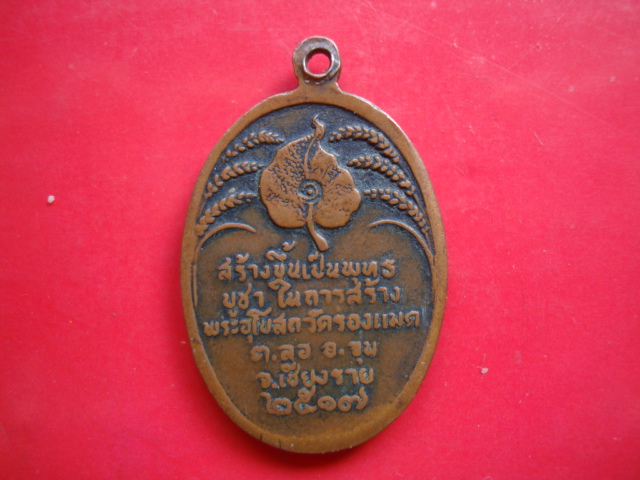 สร้างขึ้นเป็นพุทธ
บูชา ในการสร้าง
พระอุโบสถวัดร่องแมด
ต.ลอ อ.จุน
จ.เชียงราย
๒๕๑๗